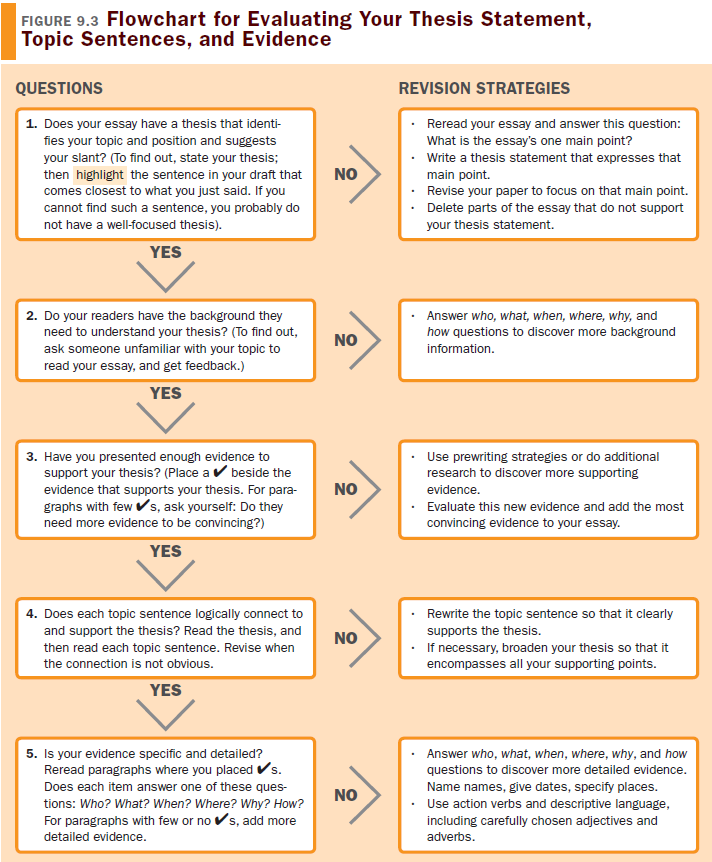 FIGURE 9.3 Flowchart for Evaluating Your Thesis Statement,
Topic Sentences, and Evidence
QUESTIONS
REVISION STRATEGIES
1. Does your essay have a thesis that identi-
fies your topic and position and suggests
your slant? (To find out, state your thesis;
then highlight the sentence in your draft that
comes closest to what you just said. If you
cannot find such a sentence, you probably do
not have a well-focused thesis).
NO
· Reread your essay and answer this question:
What is the essay's one main point?
· Write a thesis statement that expresses that
main point.
· Revise your paper to focus on that main point.
· Delete parts of the essay that do not support
your thesis statement.
YES
2. Do your readers have the background they
need to understand your thesis? (To find out,
ask someone unfamiliar with your topic to
read your essay, and get feedback.)
NO
· Answer who, what, when, where, why, and
how questions to discover more background
information.
YES
3. Have you presented enough evidence to
support your thesis? (Place a ✔ beside the
evidence that supports your thesis. For para-
graphs with few ✔s, ask yourself: Do they
need more evidence to be convincing?)
NO
· Use prewriting strategies or do additional
research to discover more supporting
evidence.
· Evaluate this new evidence and add the most
convincing evidence to your essay.
YES
4. Does each topic sentence logically connect to
and support the thesis? Read the thesis, and
then read each topic sentence. Revise when
the connection is not obvious.
NO
· Rewrite the topic sentence so that it clearly
supports the thesis.
· If necessary, broaden your thesis so that it
encompasses all your supporting points.
YES
5. Is your evidence specific and detailed?
Reread paragraphs where you placed ✔s.
Does each item answer one of these ques-
tions: Who? What? When? Where? Why? How?
For paragraphs with few or no ✔s, add more
detailed evidence.
NO
· Answer who, what, when, where, why, and how
questions to discover more detailed evidence.
Name names, give dates, specify places.
· Use action verbs and descriptive language,
including carefully chosen adjectives and
adverbs.